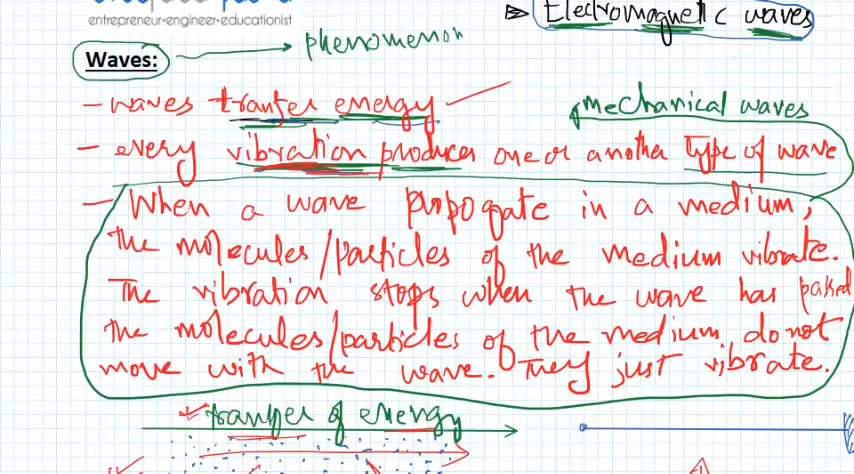 entrepreneur•engineer•educationist
⮞ Electromagnetic waves
Waves: → phenomenon
– waves tranfer energy
mechanical waves
– every vibration produces one or another type of wave
– When a wave propogate in a medium,
the molecules/particles of the medium vibrate.
The vibration stops when the wave has passed
the molecules/particles of the medium do not
move with the wave. They just vibrate.
tranfer of energy